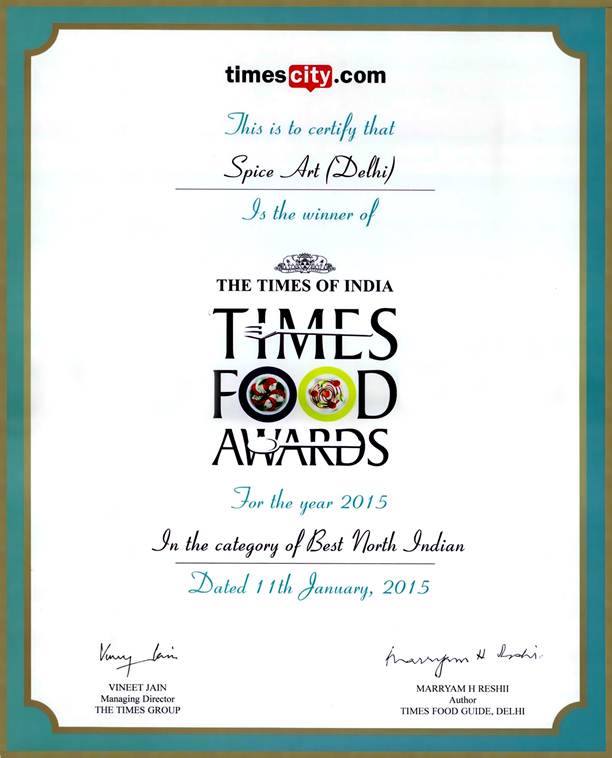 timescity.com
This is to certify that
Spice Art (Delhi)
Is the winner of
THE TIMES OF INDIA
TIMES
FOOD
AWARDS
For the year 2015
In the category of Best North Indian
Dated 11th January, 2015
Vineet Jain
Marryam H Reshii
VINEET JAIN
Managing Director
THE TIMES GROUP
MARRYAM H RESHII
Author
TIMES FOOD GUIDE, DELHI